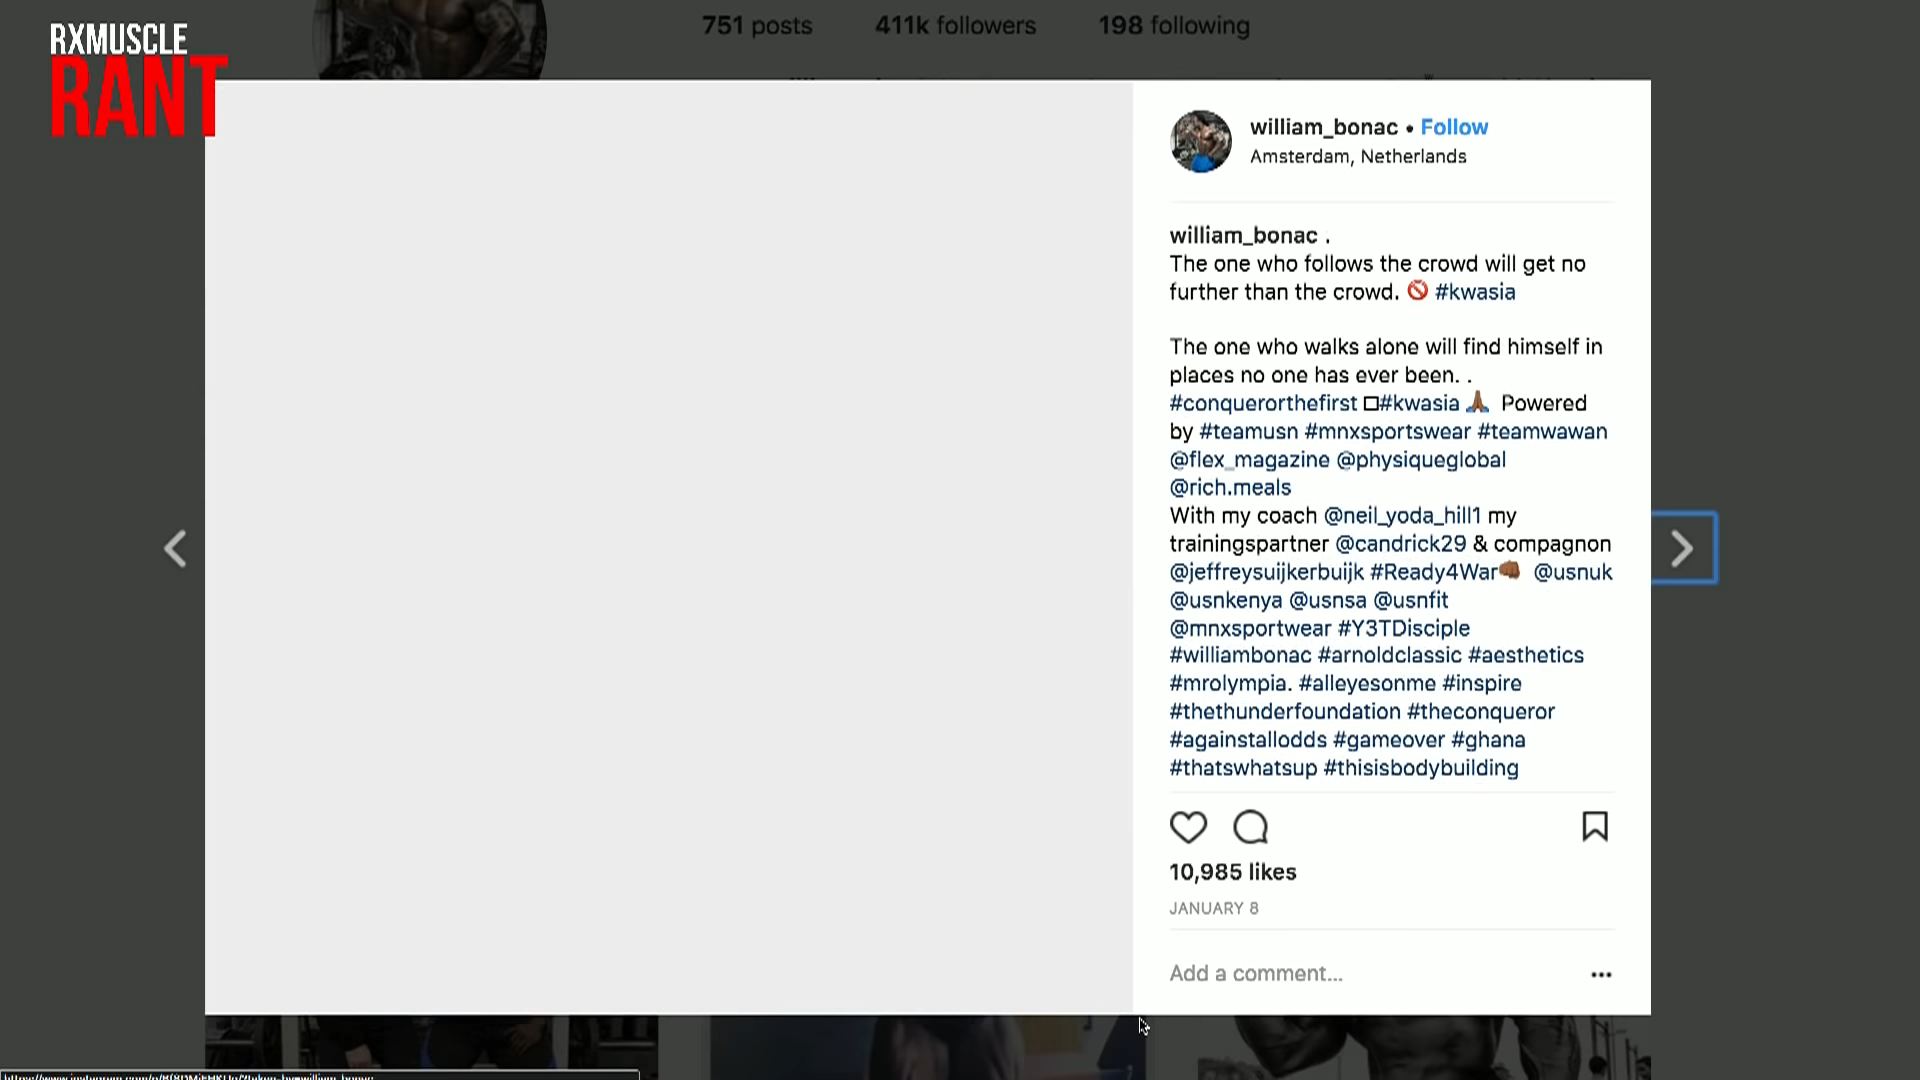 RXMUSCLE
RANT
751 posts 411k followers 198 following
william_bonac • Follow
Amsterdam, Netherlands
william_bonac .
The one who follows the crowd will get no
further than the crowd. 🚫 #kwasia
The one who walks alone will find himself in
places no one has ever been. .
#conquerorthefirst □#kwasia 🙏🏾 Powered
by #teamusn #mnxsportswear #teamwawan
@flex_magazine @physiqueglobal
@rich.meals
With my coach @neil_yoda_hill1 my
trainingspartner @candrick29 & compagnon
@jeffreysuijkerbuijk #Ready4War👊🏾 @usnuk
@usnkenya @usnsa @usnfit
@mnxsportwear #Y3TDisciple
#williambonac #arnoldclassic #aesthetics
#mrolympia. #alleyesonme #inspire
#thethunderfoundation #theconqueror
#againstallodds #gameover #ghana
#thatswhatsup #thisisbodybuilding
10,985 likes
JANUARY 8
Add a comment...